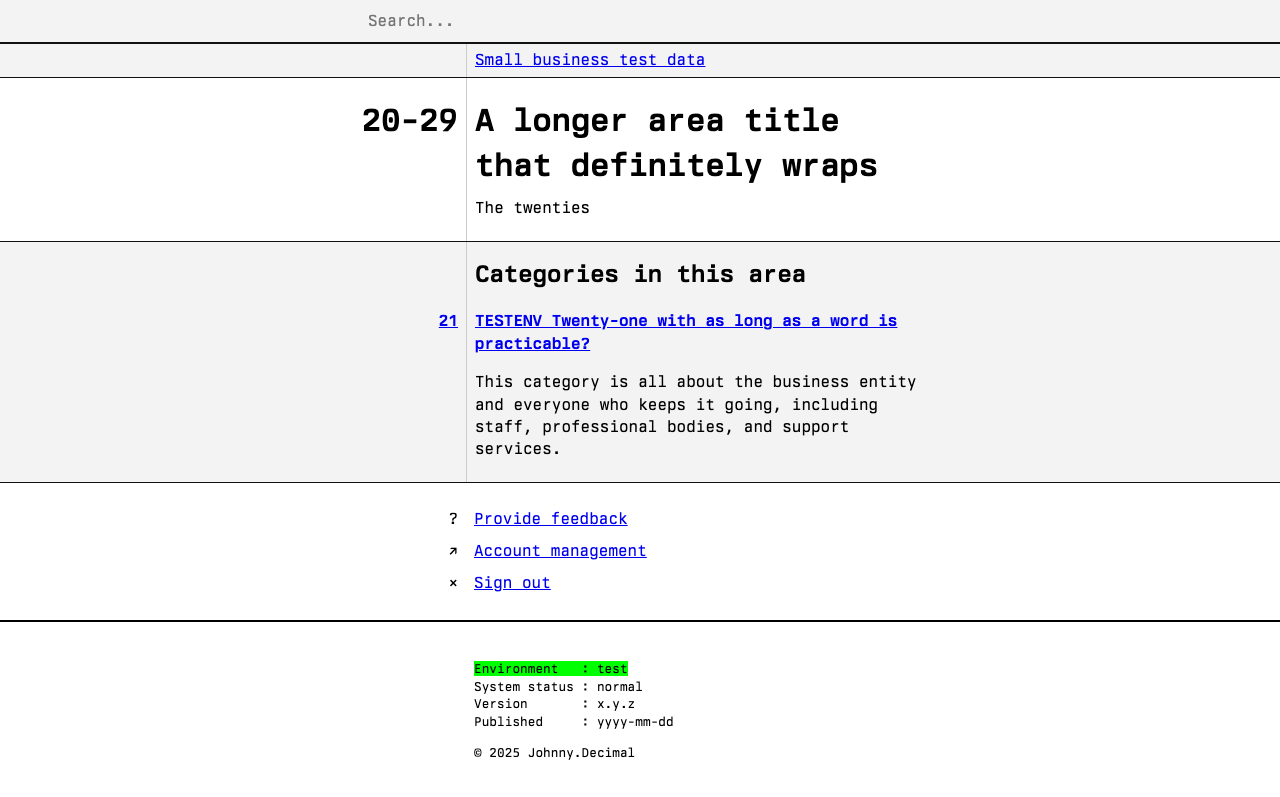 Search...
Small business test data
20-29 A longer area title
that definitely wraps
The twenties
Categories in this area
21 TESTENV Twenty-one with as long as a word is
practicable?
This category is all about the business entity
and everyone who keeps it going, including
staff, professional bodies, and support
services.
? Provide feedback
↗ Account management
× Sign out
Environment : test
System status : normal
Version : x.y.z
Published : yyyy-mm-dd
© 2025 Johnny.Decimal